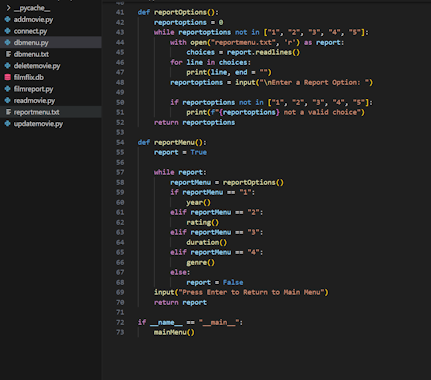 __pycache__
addmovie.py
connect.py
dbmenu.py
dbmenu.txt
deletemovie.py
filmflix.db
filmreport.py
readmovie.py
reportmenu.txt
updatemovie.py
41 def reportOptions():
42 reportoptions = 0
43 while reportoptions not in ["1", "2", "3", "4", "5"]:
44 with open("reportmenu.txt", 'r') as report:
45 choices = report.readlines()
46 for line in choices:
47 print(line, end = "")
48 reportoptions = input("\nEnter a Report Option: ")
49
50 if reportoptions not in ["1", "2", "3", "4", "5"]:
51 print(f"{reportoptions} not a valid choice")
52 return reportoptions
53
54 def reportMenu():
55 report = True
56
57 while report:
58 reportMenu = reportOptions()
59 if reportMenu == "1":
60 year()
61 elif reportMenu == "2":
62 rating()
63 elif reportMenu == "3":
64 duration()
65 elif reportMenu == "4":
66 genre()
67 else:
68 report = False
69 input("Press Enter to Return to Main Menu")
70 return report
71
72 if __name__ == "__main__":
73 mainMenu()